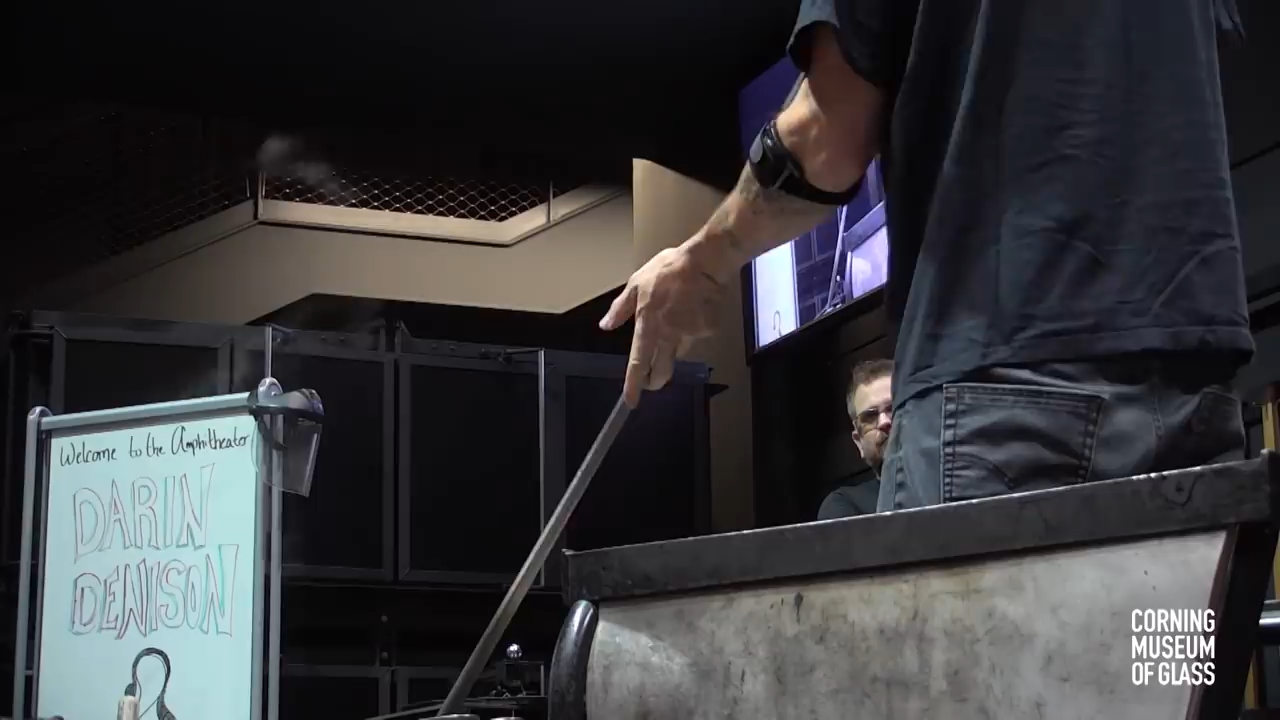 Welcome to the Amphitheater
DARIN
DENISON
CORNING
MUSEUM
OF GLASS